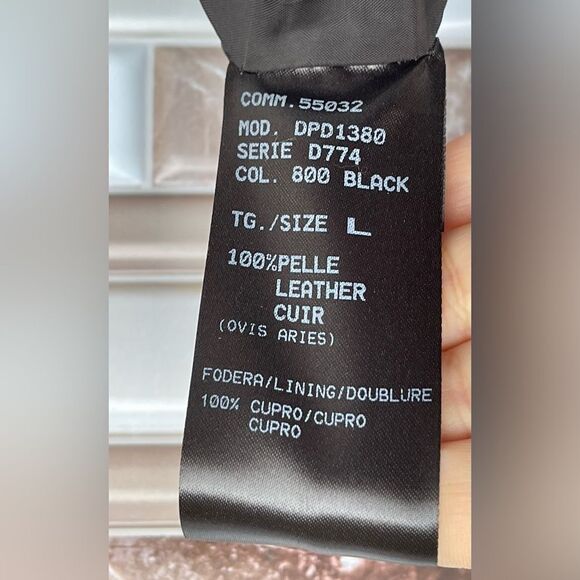 COMM.55032
MOD. DPD1380
SERIE D774
COL. 800 BLACK
TG./SIZE L
100%PELLE
LEATHER
CUIR
(OVIS ARIES)
FODERA/LINING/DOUBLURE
100% CUPRO/CUPRO
CUPRO